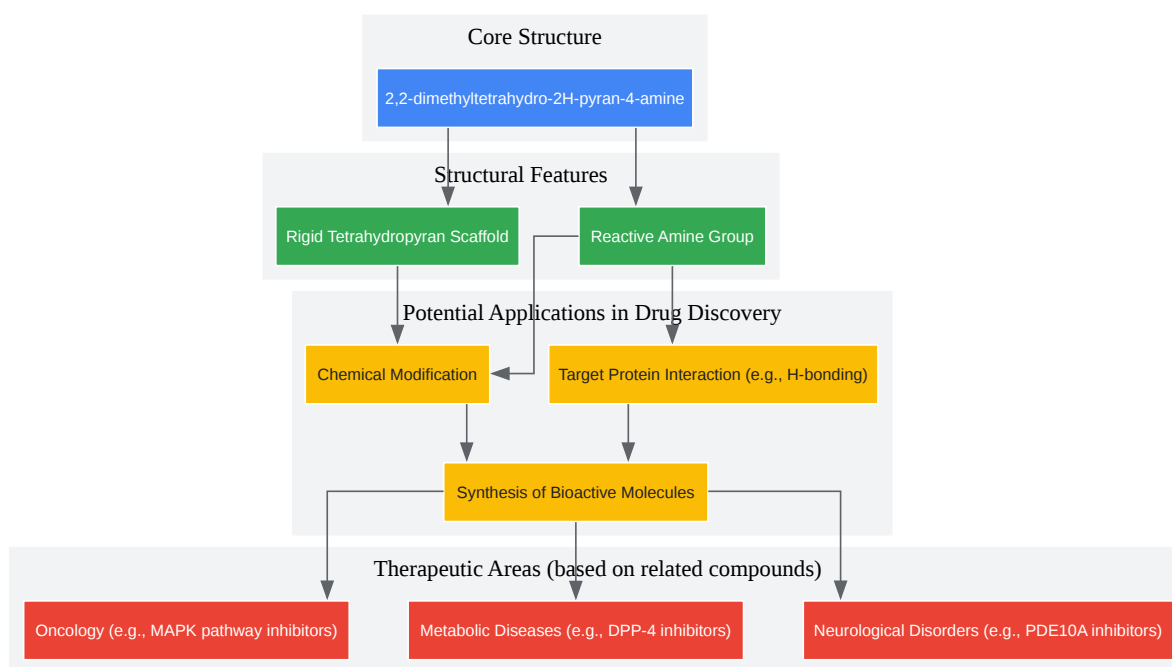 Core Structure
2,2-dimethyltetrahydro-2H-pyran-4-amine
Structural Features
Rigid Tetrahydropyran Scaffold
Reactive Amine Group
Potential Applications in Drug Discovery
Chemical Modification
Target Protein Interaction (e.g., H-bonding)
Synthesis of Bioactive Molecules
Therapeutic Areas (based on related compounds)
Oncology (e.g., MAPK pathway inhibitors)
Metabolic Diseases (e.g., DPP-4 inhibitors)
Neurological Disorders (e.g., PDE10A inhibitors)